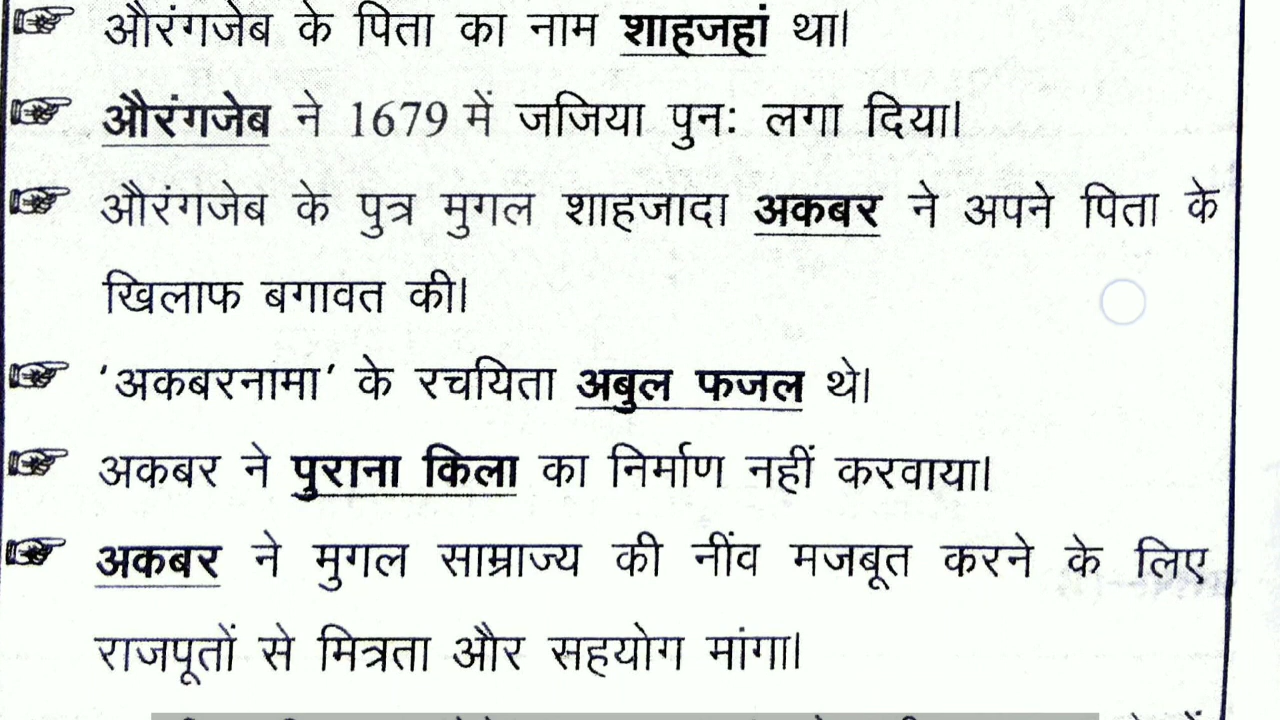 औरंगजेब के पिता का नाम शाहजहां था।
औरंगजेब ने 1679 में जजिया पुनः लगा दिया।
औरंगजेब के पुत्र मुगल शाहजादा अकबर ने अपने पिता के
खिलाफ बगावत की।
'अकबरनामा' के रचयिता अबुल फजल थे।
अकबर ने पुराना किला का निर्माण नहीं करवाया।
अकबर ने मुगल साम्राज्य की नींव मजबूत करने के लिए
राजपूतों से मित्रता और सहयोग मांगा।